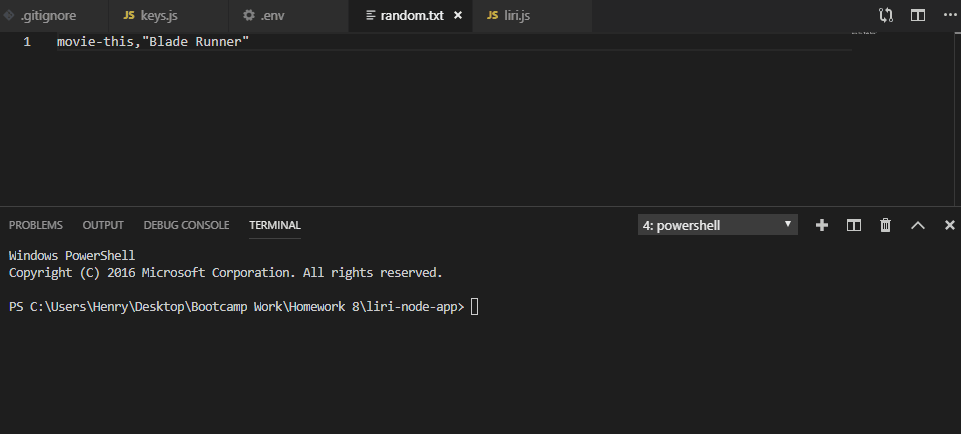 .gitignore JS keys.js .env random.txt JS liri.js
1 movie-this,"Blade Runner"
PROBLEMS OUTPUT DEBUG CONSOLE TERMINAL 4: powershell
Windows PowerShell
Copyright (C) 2016 Microsoft Corporation. All rights reserved.
PS C:\Users\Henry\Desktop\Bootcamp Work\Homework 8\liri-node-app>